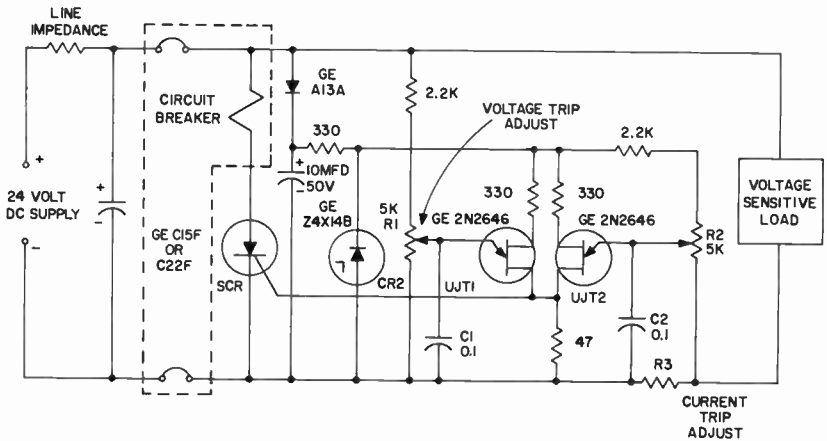 LINE
IMPEDANCE
CIRCUIT
BREAKER
GE
A13A
2.2K
VOLTAGE TRIP
ADJUST
330
2.2K
+
10MFD
50V
−
+
24 VOLT
DC SUPPLY
−
+
−
GE C15F
OR
C22F
GE
Z4X14B
5K
R1
330
330
GE 2N2646
GE 2N2646
R2
5K
VOLTAGE
SENSITIVE
LOAD
SCR
CR2
UJT1
UJT2
C1
0.1
47
C2
0.1
R3
CURRENT
TRIP
ADJUST